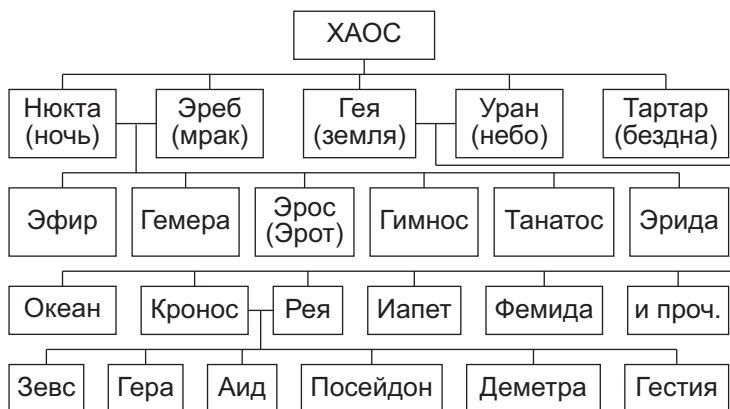 ХАОС
Нюкта Эреб Гея Уран Тартар
(ночь) (мрак) (земля) (небо) (бездна)
Эфир Гемера Эрос (Эрот) Гимнос Танатос Эрида
Океан Кронос Рея Иапет Фемида и проч.
Зевс Гера Аид Посейдон Деметра Гестия